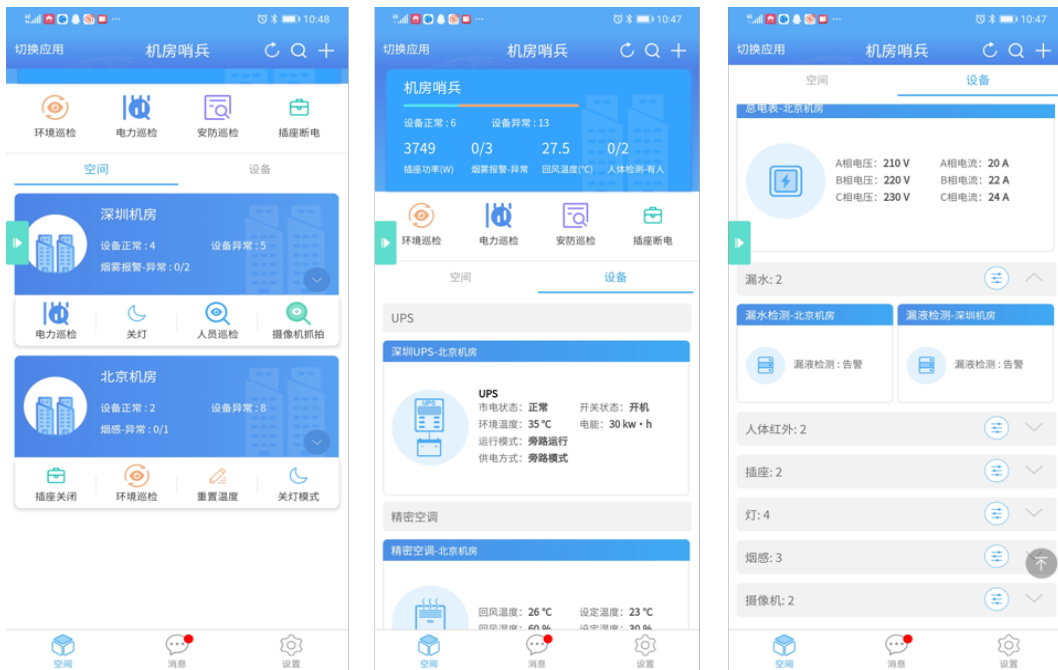 10:48
切换应用
机房哨兵
环境巡检
电力巡检
安防巡检
插座断电
空间
设备
深圳机房
设备正常 : 4
设备异常 : 5
烟雾报警-异常 : 0/2
电力巡检
关灯
人员巡检
摄像机抓拍
北京机房
设备正常 : 2
设备异常 : 8
烟感-异常 : 0/1
插座关闭
环境巡检
重置温度
关灯模式
空间
消息
设置
10:47
切换应用
机房哨兵
机房哨兵
设备正常 : 6
设备异常 : 13
3749
0/3
27.5
0/2
插座功率(W)
烟雾报警-异常
回风温度(℃)
人体检测-有人
环境巡检
电力巡检
安防巡检
插座断电
空间
设备
UPS
深圳UPS-北京机房
UPS
UPS
市电状态：正常
开关状态：开机
环境温度：35 ℃
电能：30 kw·h
运行模式：旁路运行
供电方式：旁路模式
精密空调
精密空调-北京机房
回风温度：26 ℃
设定温度：23 ℃
回风湿度：60 %
设定湿度：30 %
空间
消息
设置
10:47
切换应用
机房哨兵
空间
设备
总电表-北京机房
A相电压：210 V
A相电流：20 A
B相电压：220 V
B相电流：22 A
C相电压：230 V
C相电流：24 A
漏水: 2
漏水检测-北京机房
漏液检测-深圳机房
漏液检测 : 告警
漏液检测 : 告警
人体红外: 2
插座: 2
灯: 4
烟感: 3
摄像机: 2
空间
消息
设置